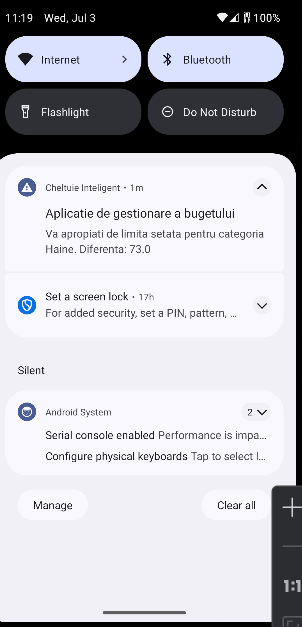 11:19 Wed, Jul 3 100%
Internet Bluetooth
Flashlight Do Not Disturb
Cheltuie Inteligent • 1m
Aplicatie de gestionare a bugetului
Va apropiati de limita setata pentru categoria
Haine. Diferenta: 73.0
Set a screen lock • 17h
For added security, set a PIN, pattern, ...
Silent
Android System 2
Serial console enabled Performance is impa...
Configure physical keyboards Tap to select l...
Manage Clear all
1:1